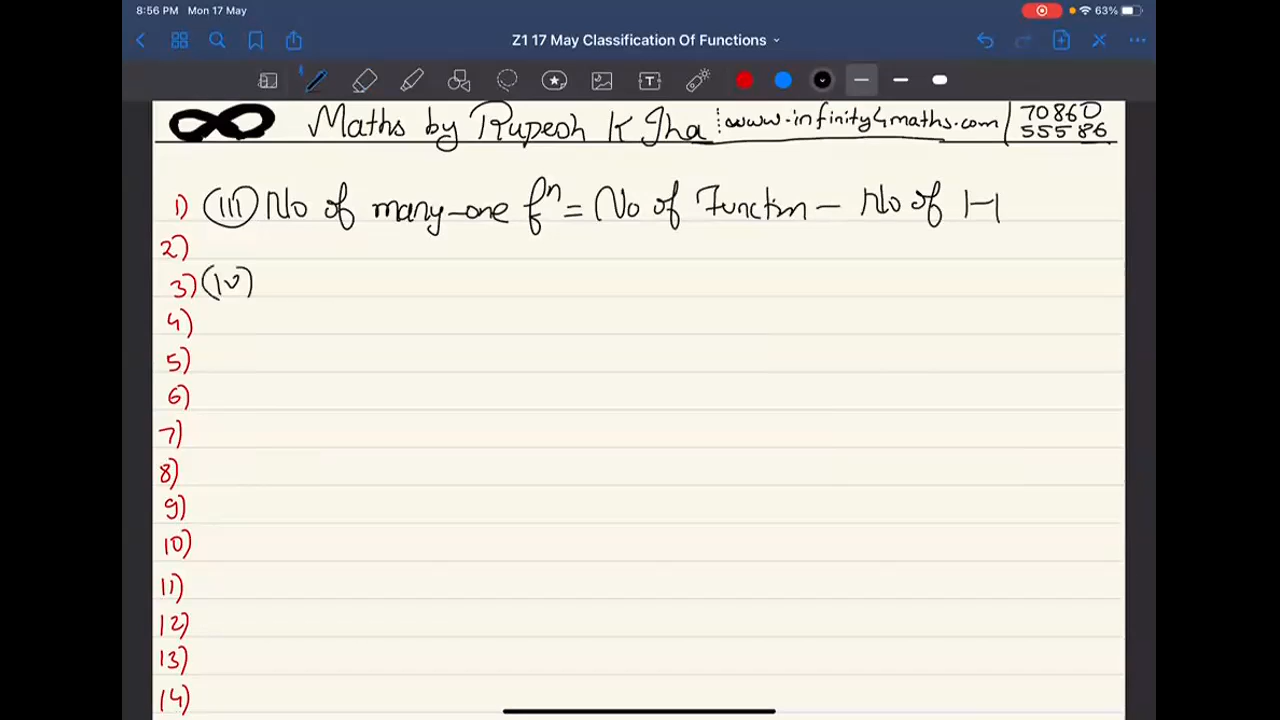 8:56 PM Mon 17 May
63%
Z1 17 May Classification Of Functions
Maths by Rupesh K Jha www.infinity4maths.com 70860
55586
1) (iii) No of many-one fⁿ = No of Function - No of 1-1
2)
3) (iv)
4)
5)
6)
7)
8)
9)
10)
11)
12)
13)
14)